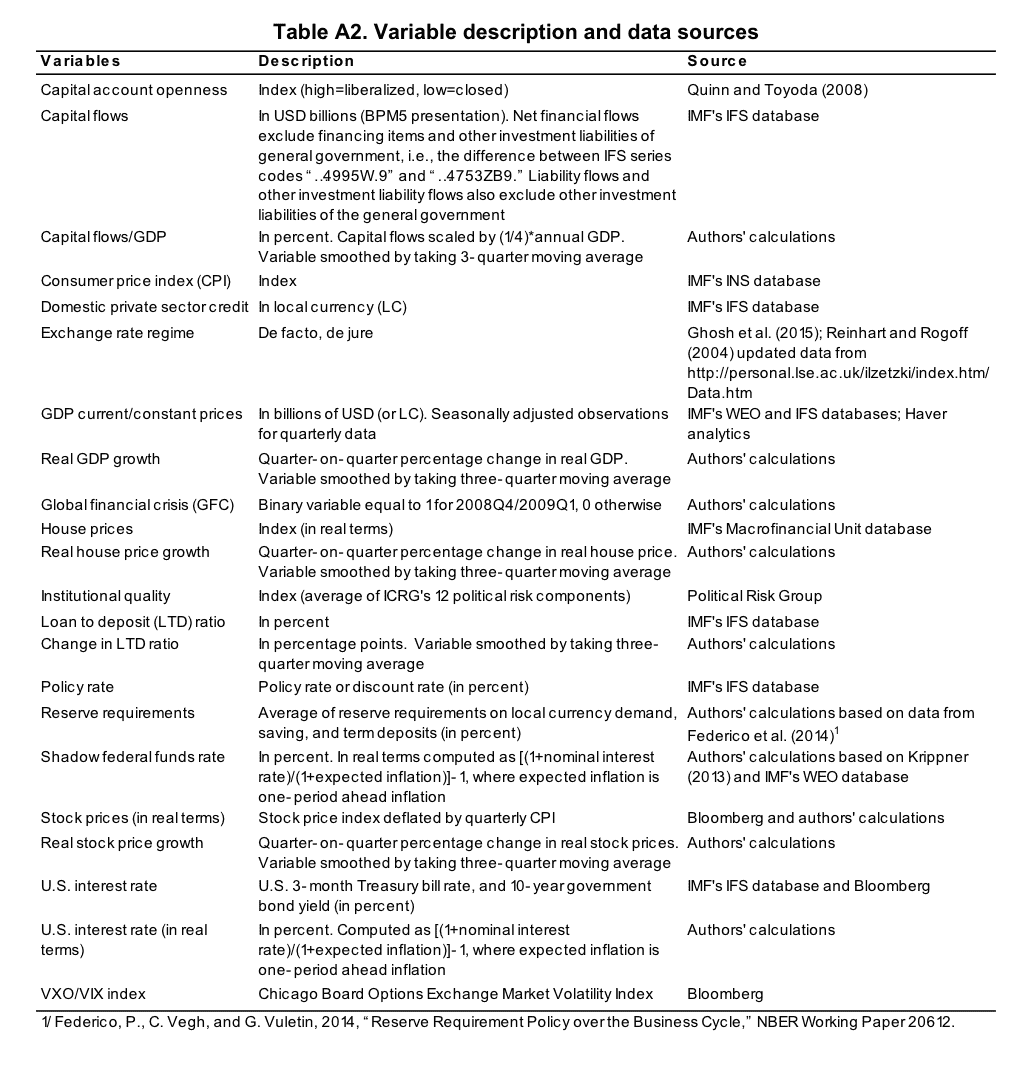 Table A2. Variable description and data sources
Variables Description Source
Capital account openness Index (high=liberalized, low=closed) Quinn and Toyoda (2008)
Capital flows In USD billions (BPM5 presentation). Net financial flows IMF's IFS database
exclude financing items and other investment liabilities of
general government, i.e., the difference between IFS series
codes “..4995W.9” and “..4753ZB9.” Liability flows and
other investment liability flows also exclude other investment
liabilities of the general government
Capital flows/GDP In percent. Capital flows scaled by (1/4)*annual GDP. Authors' calculations
Variable smoothed by taking 3-quarter moving average
Consumer price index (CPI) Index IMF's INS database
Domestic private sector credit In local currency (LC) IMF's IFS database
Exchange rate regime De facto, de jure Ghosh et al. (2015); Reinhart and Rogoff
(2004) updated data from
http://personal.lse.ac.uk/ilzetzki/index.htm/
Data.htm
GDP current/constant prices In billions of USD (or LC). Seasonally adjusted observations IMF's WEO and IFS databases; Haver
for quarterly data analytics
Real GDP growth Quarter-on-quarter percentage change in real GDP. Authors' calculations
Variable smoothed by taking three-quarter moving average
Global financial crisis (GFC) Binary variable equal to 1 for 2008Q4/2009Q1, 0 otherwise Authors' calculations
House prices Index (in real terms) IMF's Macrofinancial Unit database
Real house price growth Quarter-on-quarter percentage change in real house price. Authors' calculations
Variable smoothed by taking three-quarter moving average
Institutional quality Index (average of ICRG's 12 political risk components) Political Risk Group
Loan to deposit (LTD) ratio In percent IMF's IFS database
Change in LTD ratio In percentage points. Variable smoothed by taking three- Authors' calculations
quarter moving average
Policy rate Policy rate or discount rate (in percent) IMF's IFS database
Reserve requirements Average of reserve requirements on local currency demand, Authors' calculations based on data from
saving, and term deposits (in percent) Federico et al. (2014)1
Shadow federal funds rate In percent. In real terms computed as [(1+nominal interest Authors' calculations based on Krippner
rate)/(1+expected inflation)]-1, where expected inflation is (2013) and IMF's WEO database
one-period ahead inflation
Stock prices (in real terms) Stock price index deflated by quarterly CPI Bloomberg and authors' calculations
Real stock price growth Quarter-on-quarter percentage change in real stock prices. Authors' calculations
Variable smoothed by taking three-quarter moving average
U.S. interest rate U.S. 3-month Treasury bill rate, and 10-year government IMF's IFS database and Bloomberg
bond yield (in percent)
U.S. interest rate (in real In percent. Computed as [(1+nominal interest Authors' calculations
terms) rate)/(1+expected inflation)]-1, where expected inflation is
one-period ahead inflation
VXO/VIX index Chicago Board Options Exchange Market Volatility Index Bloomberg
1/ Federico, P., C. Vegh, and G. Vuletin, 2014, “Reserve Requirement Policy over the Business Cycle,” NBER Working Paper 20612.